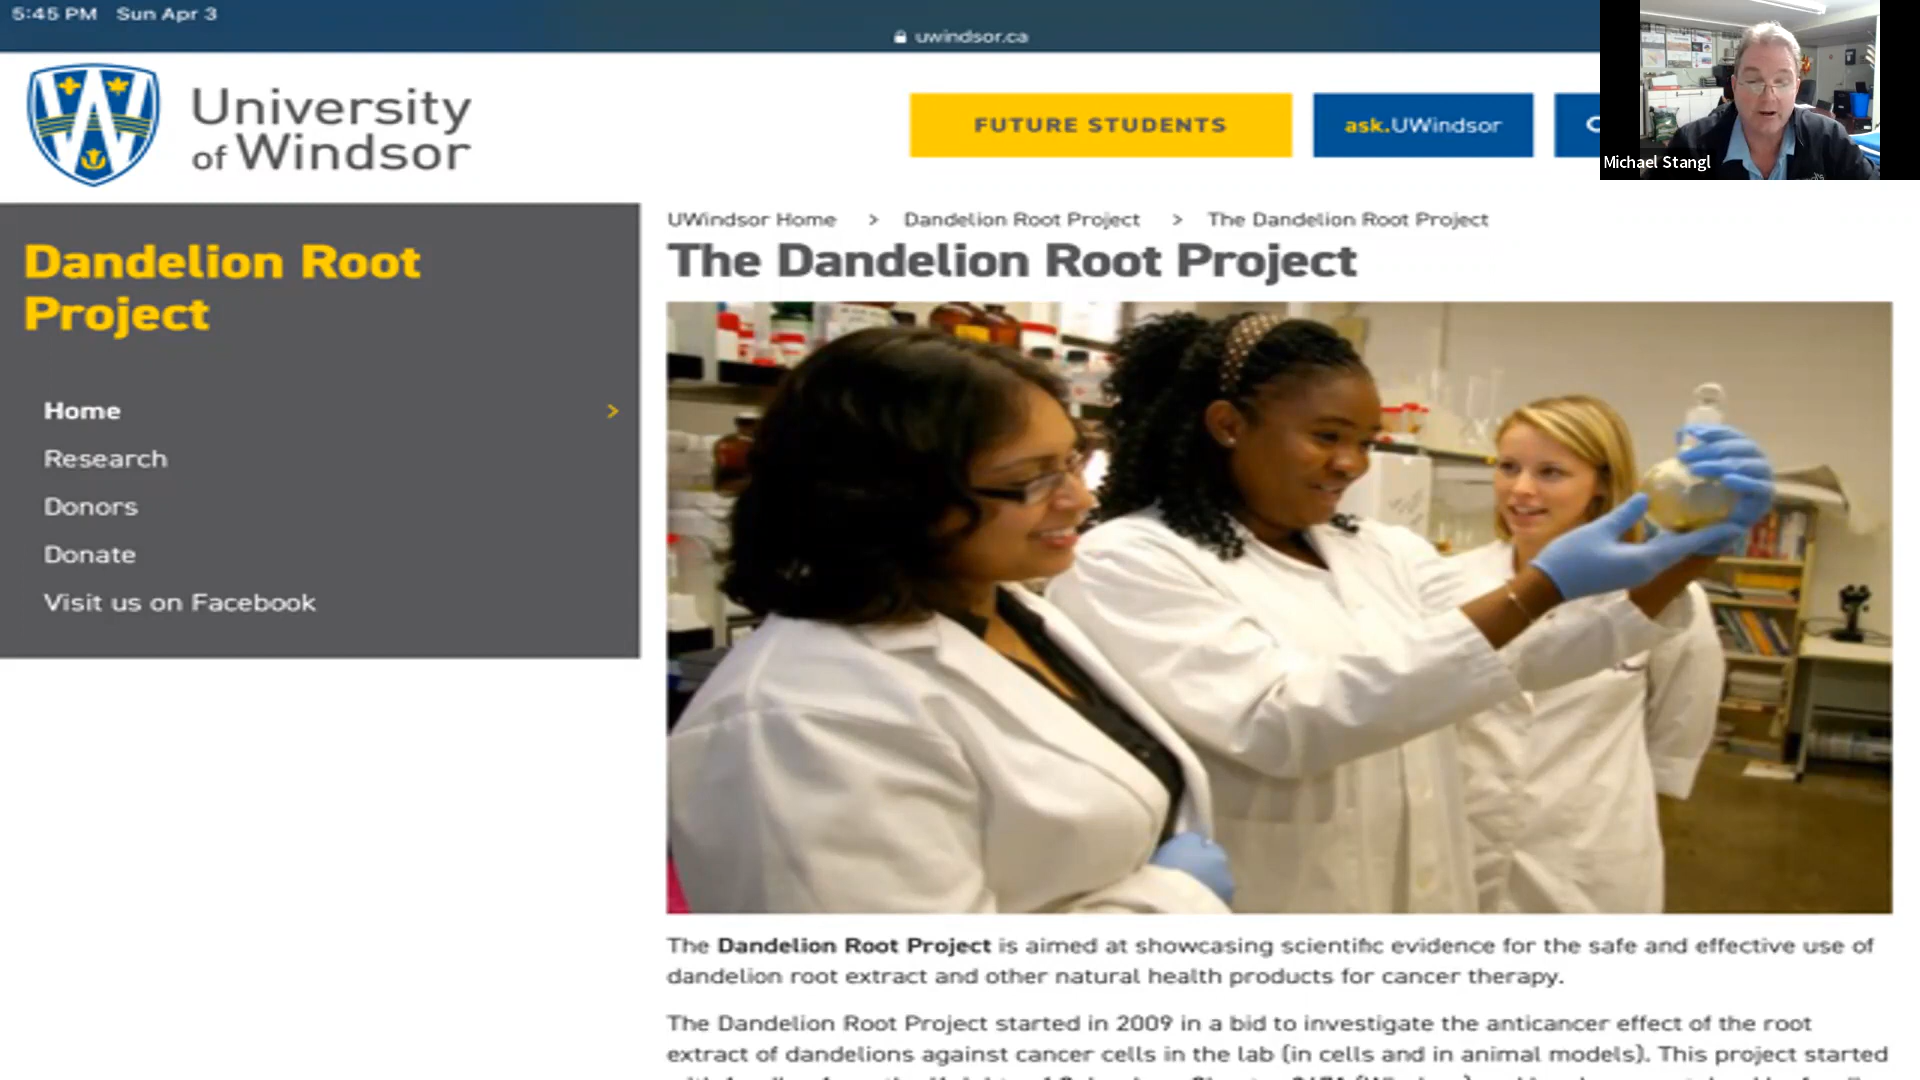 5:45 PM Sun Apr 3
uwindsor.ca
University
of Windsor
FUTURE STUDENTS
ask.UWindsor
Michael Stangl
Dandelion Root
Project
Home >
Research
Donors
Donate
Visit us on Facebook
UWindsor Home > Dandelion Root Project > The Dandelion Root Project
The Dandelion Root Project
The Dandelion Root Project is aimed at showcasing scientific evidence for the safe and effective use of
dandelion root extract and other natural health products for cancer therapy.
The Dandelion Root Project started in 2009 in a bid to investigate the anticancer effect of the root
extract of dandelions against cancer cells in the lab (in cells and in animal models). This project started